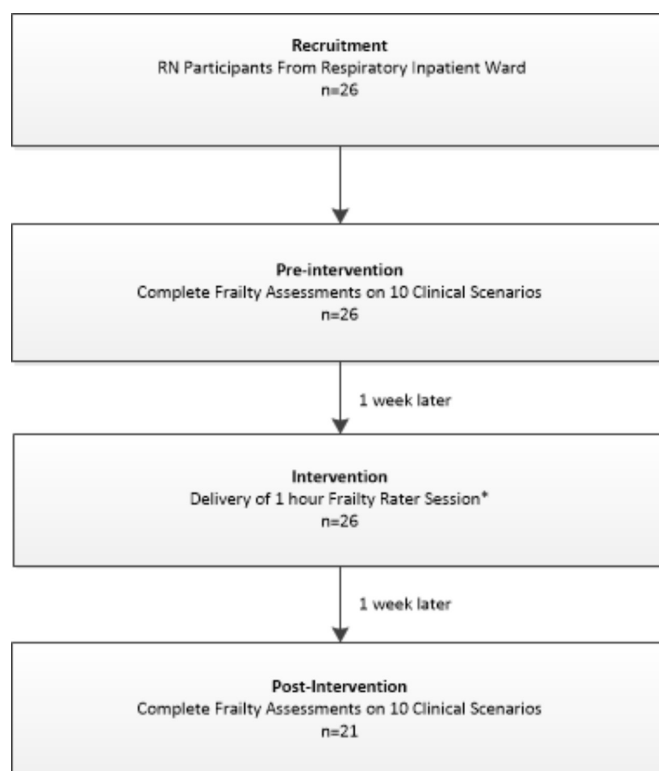 Recruitment
RN Participants From Respiratory Inpatient Ward
n=26
Pre-intervention
Complete Frailty Assessments on 10 Clinical Scenarios
n=26
1 week later
Intervention
Delivery of 1 hour Frailty Rater Session*
n=26
1 week later
Post-Intervention
Complete Frailty Assessments on 10 Clinical Scenarios
n=21